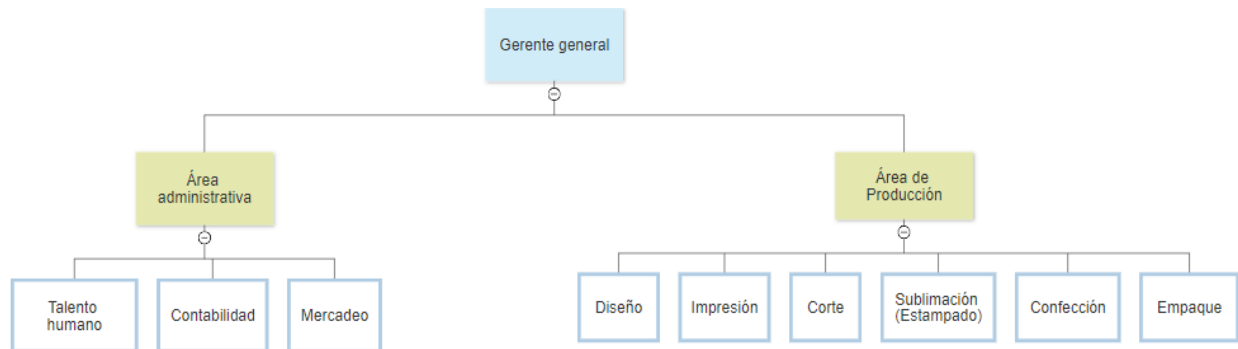 Gerente general
Área
administrativa
Área de
Producción
Talento
humano
Contabilidad
Mercadeo
Diseño
Impresión
Corte
Sublimación
(Estampado)
Confección
Empaque